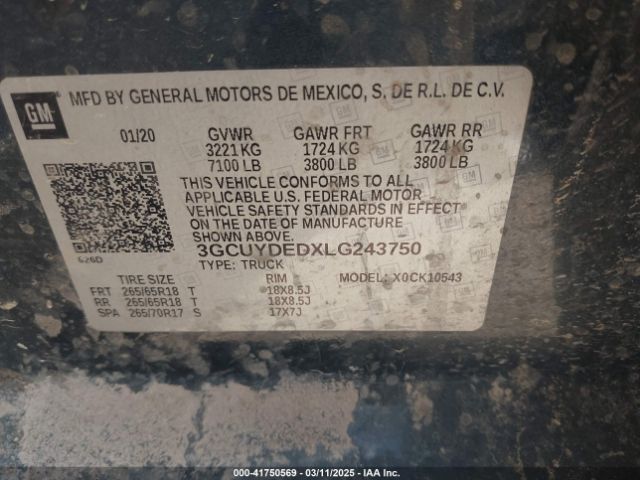 GM
MFD BY GENERAL MOTORS DE MEXICO, S. DE R.L. DE C.V.
01/20 GVWR GAWR FRT GAWR RR
3221 KG 1724 KG 1724 KG
7100 LB 3800 LB 3800 LB
THIS VEHICLE CONFORMS TO ALL
APPLICABLE U.S. FEDERAL MOTOR
VEHICLE SAFETY STANDARDS IN EFFECT
ON THE DATE OF MANUFACTURE
3GCUYDEDXLG243750
626D TYPE: TRUCK
TIRE SIZE RIM MODEL: X0CK10543
FRT 265/65R18 T 18X8.5J
RR 265/65R18 T 18X8.5J
SPA 265/70R17 S 17X7J
000-41750569 - 03/11/2025 - IAA Inc.